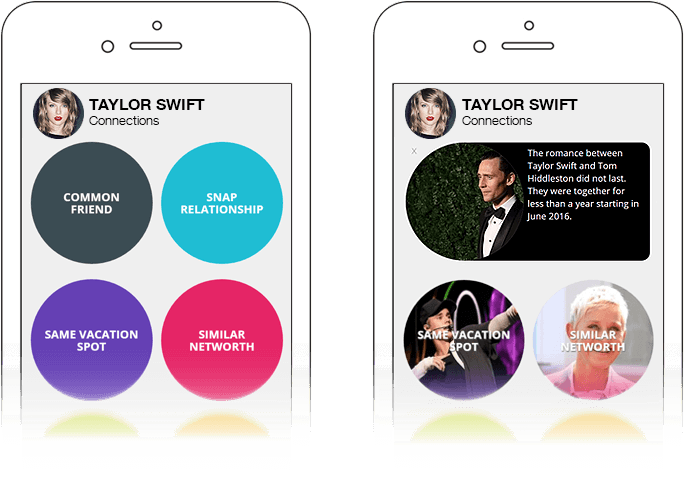 TAYLOR SWIFT
Connections
COMMON
FRIEND
SNAP
RELATIONSHIP
SAME VACATION
SPOT
SIMILAR
NETWORTH
TAYLOR SWIFT
Connections
X
The romance between
Taylor Swift and Tom
Hiddleston did not last.
They were together for
less than a year starting in
June 2016.
SAME VACATION
SPOT
SIMILAR
NETWORTH